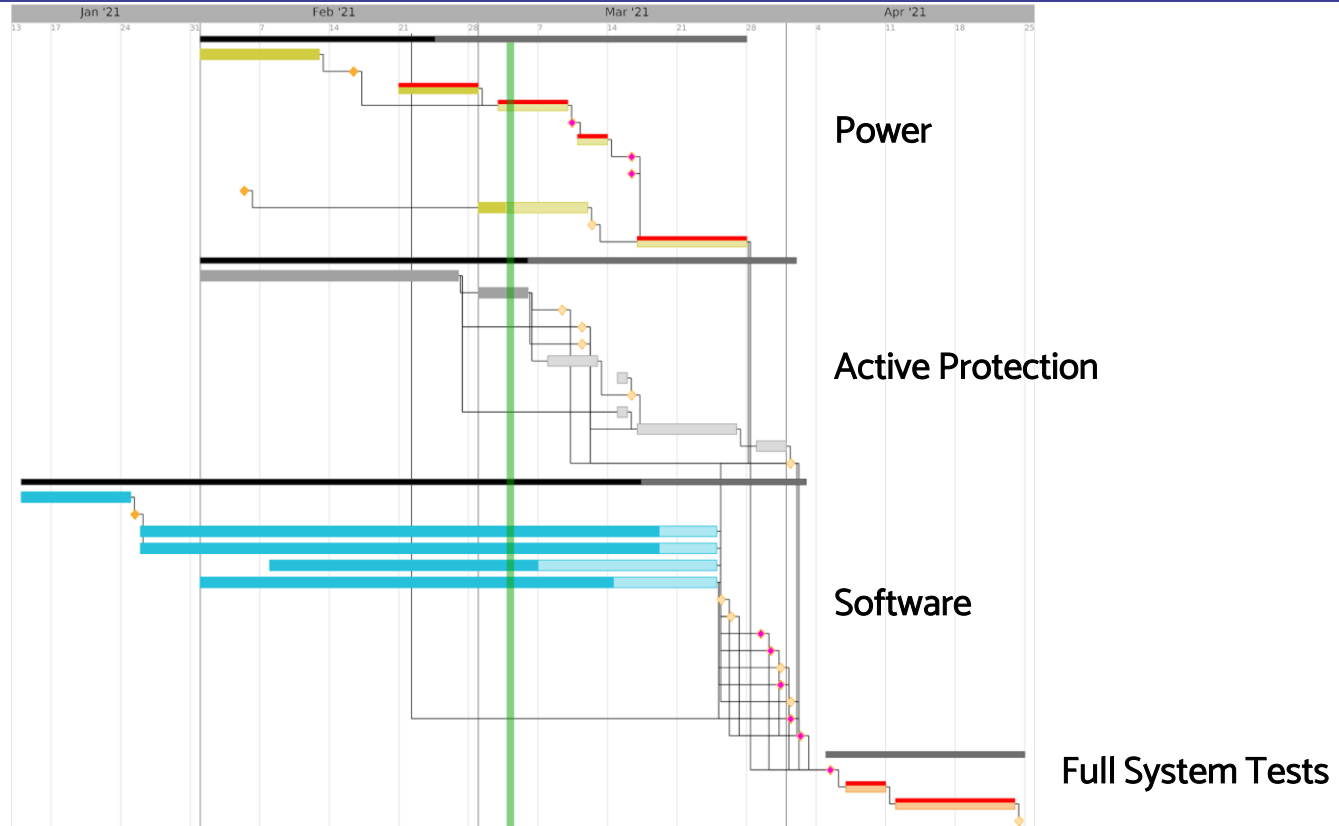 Jan '21 Feb '21 Mar '21 Apr '21
13 17 24 31 7 14 21 28 7 14 21 28 4 11 18 25
Power
Active Protection
Software
Full System Tests